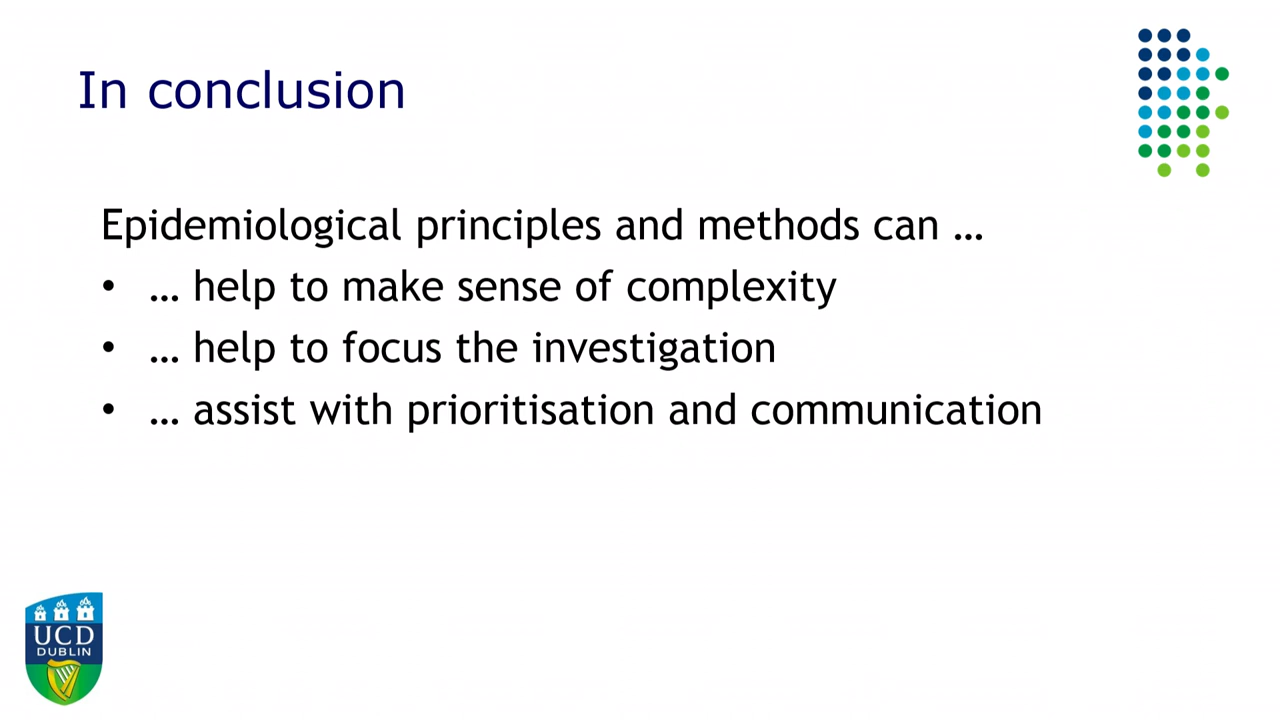 In conclusion
Epidemiological principles and methods can …
• … help to make sense of complexity
• … help to focus the investigation
• … assist with prioritisation and communication
UCD
DUBLIN